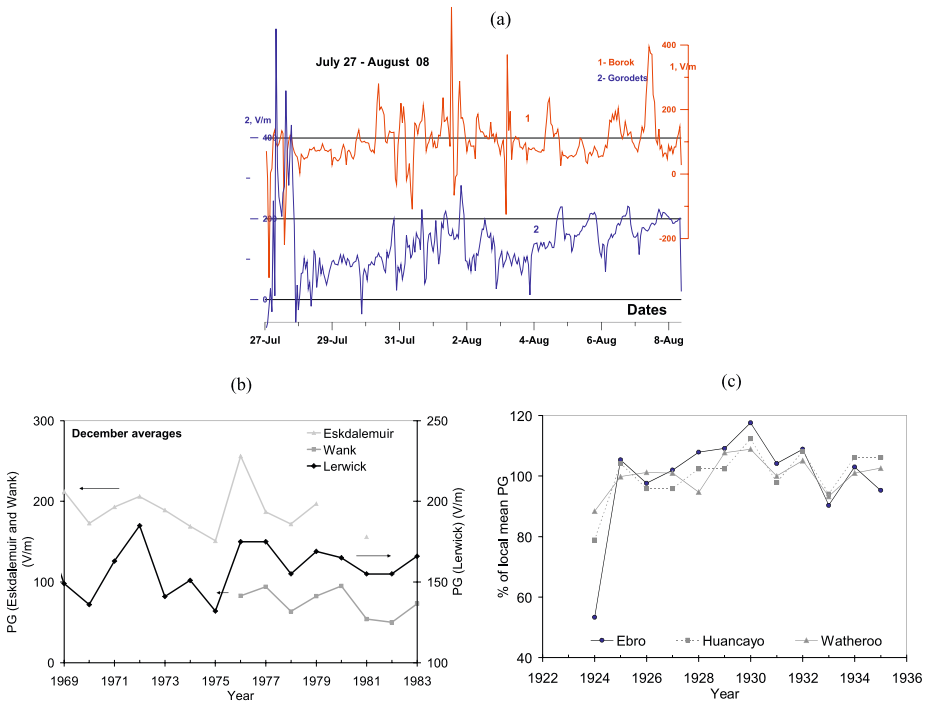 (a)
July 27 - August 08
1- Borok
2- Gorodets
400
1, V/m
200
0
-200
2, V/m
400
200
0
1
2
Dates
27-Jul 29-Jul 31-Jul 2-Aug 4-Aug 6-Aug 8-Aug
(b)
December averages
Eskdalemuir
Wank
Lerwick
PG (Eskdalemuir and Wank)
(V/m)
300
200
100
0
PG (Lerwick) (V/m)
250
200
150
100
1969 1971 1973 1975 1977 1979 1981 1983
Year
(c)
% of local mean PG
120
100
80
60
40
Ebro Huancayo Watheroo
1922 1924 1926 1928 1930 1932 1934 1936
Year